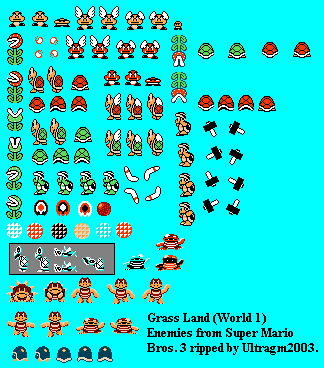 Grass Land (World 1)
Enemies from Super Mario
Bros. 3 ripped by Ultragm2003.